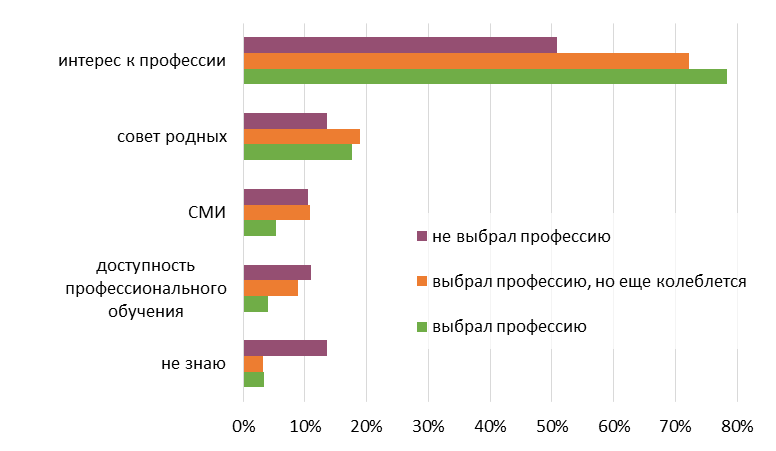 интерес к профессии
совет родных
СМИ
доступность
профессионального
обучения
не знаю
не выбрал профессию
выбрал профессию, но еще колеблется
выбрал профессию
0% 10% 20% 30% 40% 50% 60% 70% 80%